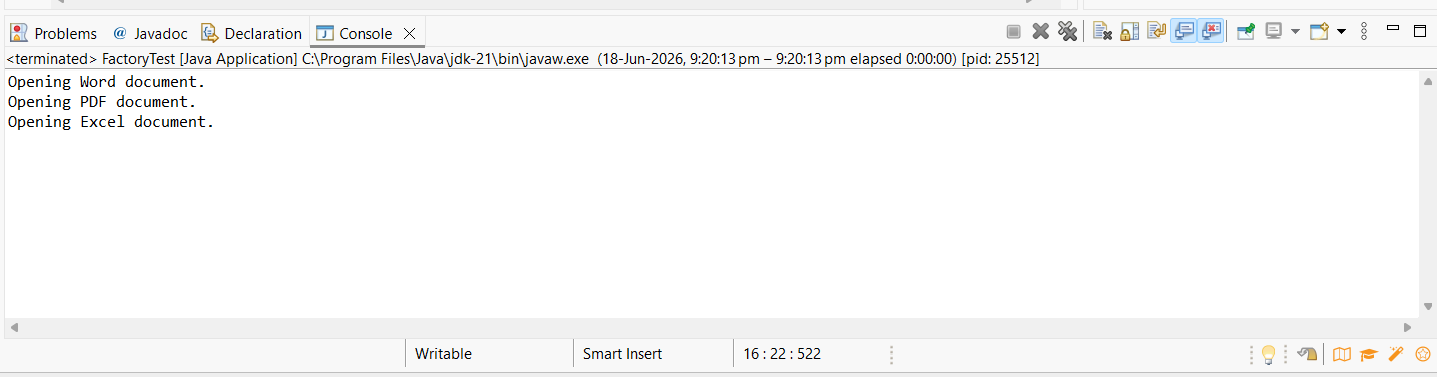 Problems @ Javadoc Declaration Console
<terminated> FactoryTest [Java Application] C:\Program Files\Java\jdk-21\bin\javaw.exe (18-Jun-2026, 9:20:13 pm – 9:20:13 pm elapsed 0:00:00) [pid: 25512]
Opening Word document.
Opening PDF document.
Opening Excel document.
Writable Smart Insert 16 : 22 : 522